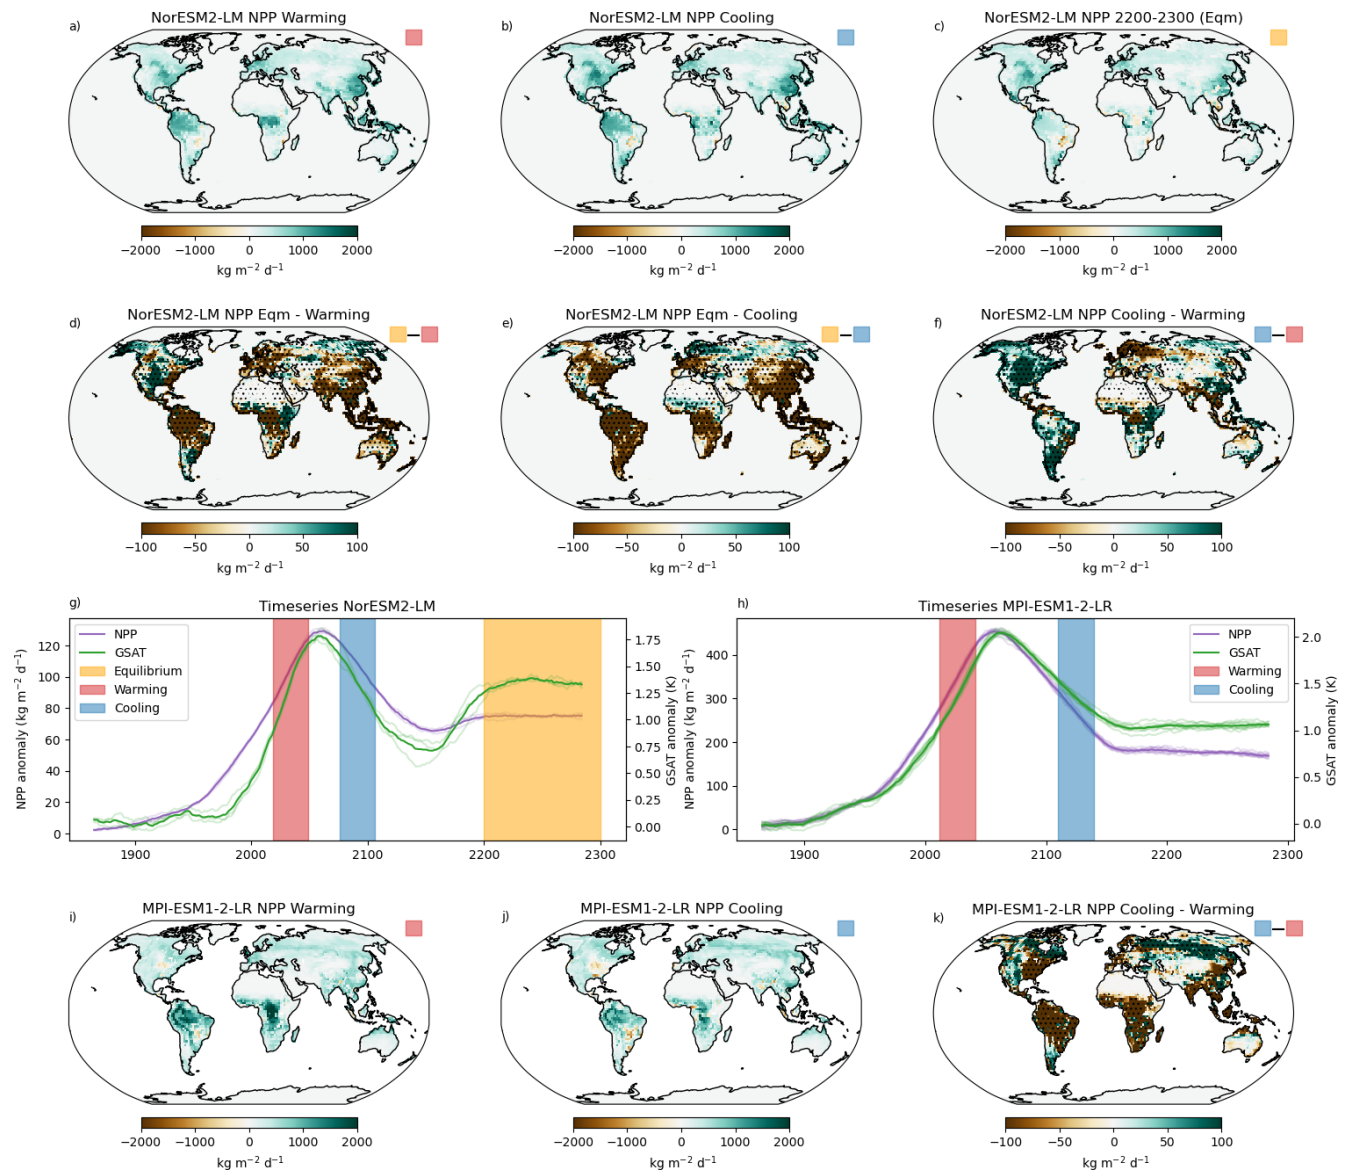 a) NorESM2-LM NPP Warming
−2000 −1000 0 1000 2000
kg m⁻² d⁻¹
b) NorESM2-LM NPP Cooling
−2000 −1000 0 1000 2000
kg m⁻² d⁻¹
c) NorESM2-LM NPP 2200-2300 (Eqm)
−2000 −1000 0 1000 2000
kg m⁻² d⁻¹
d) NorESM2-LM NPP Eqm - Warming
−100 −50 0 50 100
kg m⁻² d⁻¹
e) NorESM2-LM NPP Eqm - Cooling
−100 −50 0 50 100
kg m⁻² d⁻¹
f) NorESM2-LM NPP Cooling - Warming
−100 −50 0 50 100
kg m⁻² d⁻¹
g) Timeseries NorESM2-LM
NPP
GSAT
Equilibrium
Warming
Cooling
NPP anomaly (kg m⁻² d⁻¹)
120
100
80
60
40
20
0
1900 2000 2100 2200 2300
1.75
1.50
1.25
1.00
0.75
0.50
0.25
0.00
GSAT anomaly (K)
h) Timeseries MPI-ESM1-2-LR
NPP
GSAT
Warming
Cooling
NPP anomaly (kg m⁻² d⁻¹)
400
300
200
100
0
1900 2000 2100 2200 2300
2.0
1.5
1.0
0.5
0.0
GSAT anomaly (K)
i) MPI-ESM1-2-LR NPP Warming
−2000 −1000 0 1000 2000
kg m⁻² d⁻¹
j) MPI-ESM1-2-LR NPP Cooling
−2000 −1000 0 1000 2000
kg m⁻² d⁻¹
k) MPI-ESM1-2-LR NPP Cooling - Warming
−100 −50 0 50 100
kg m⁻² d⁻¹